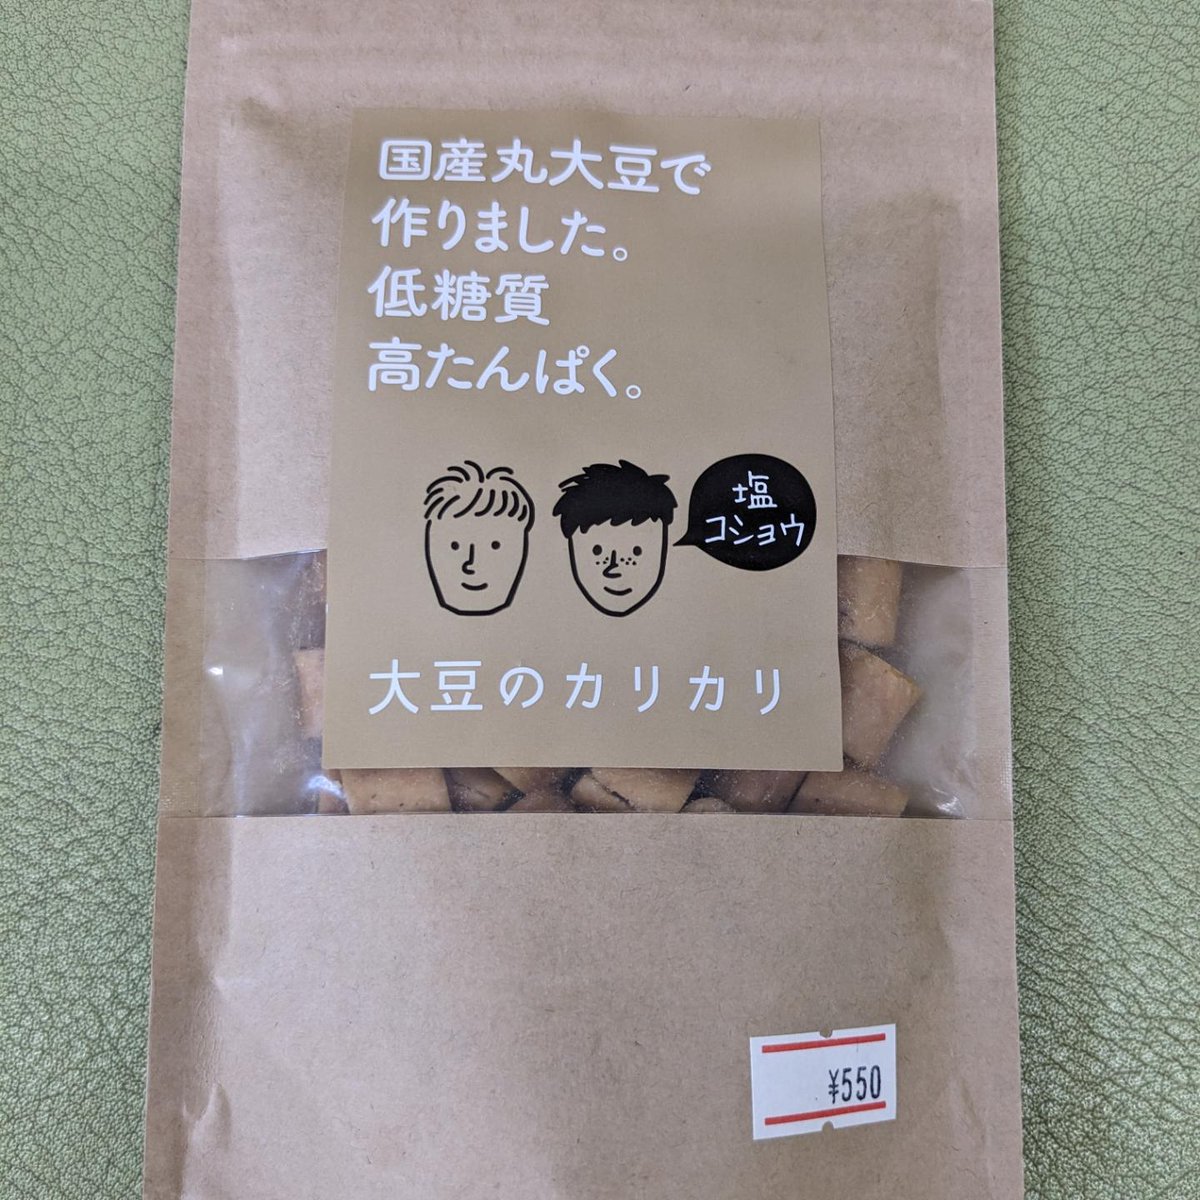 国産丸大豆で
作りました。
低糖質
高たんぱく。
塩
コショウ
大豆のカリカリ
¥550